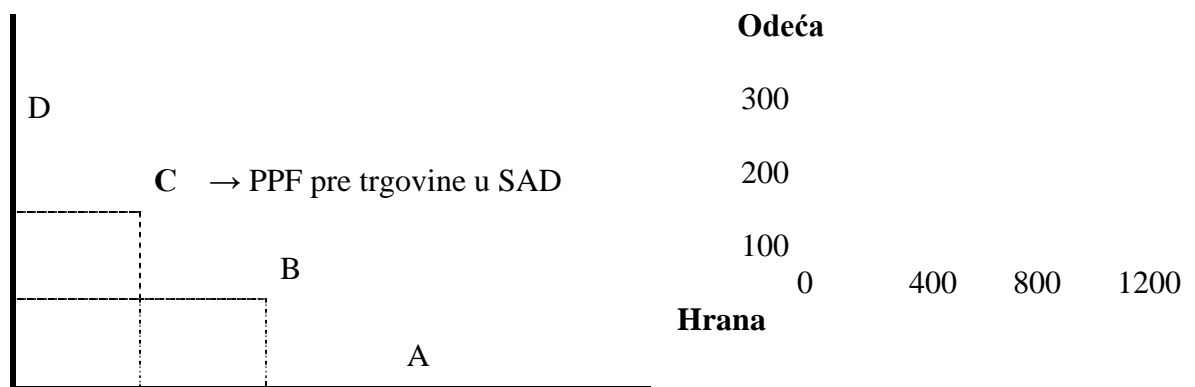 D
C → PPF pre trgovine u SAD
B
A
Odeća
300
200
100
0 400 800 1200
Hrana